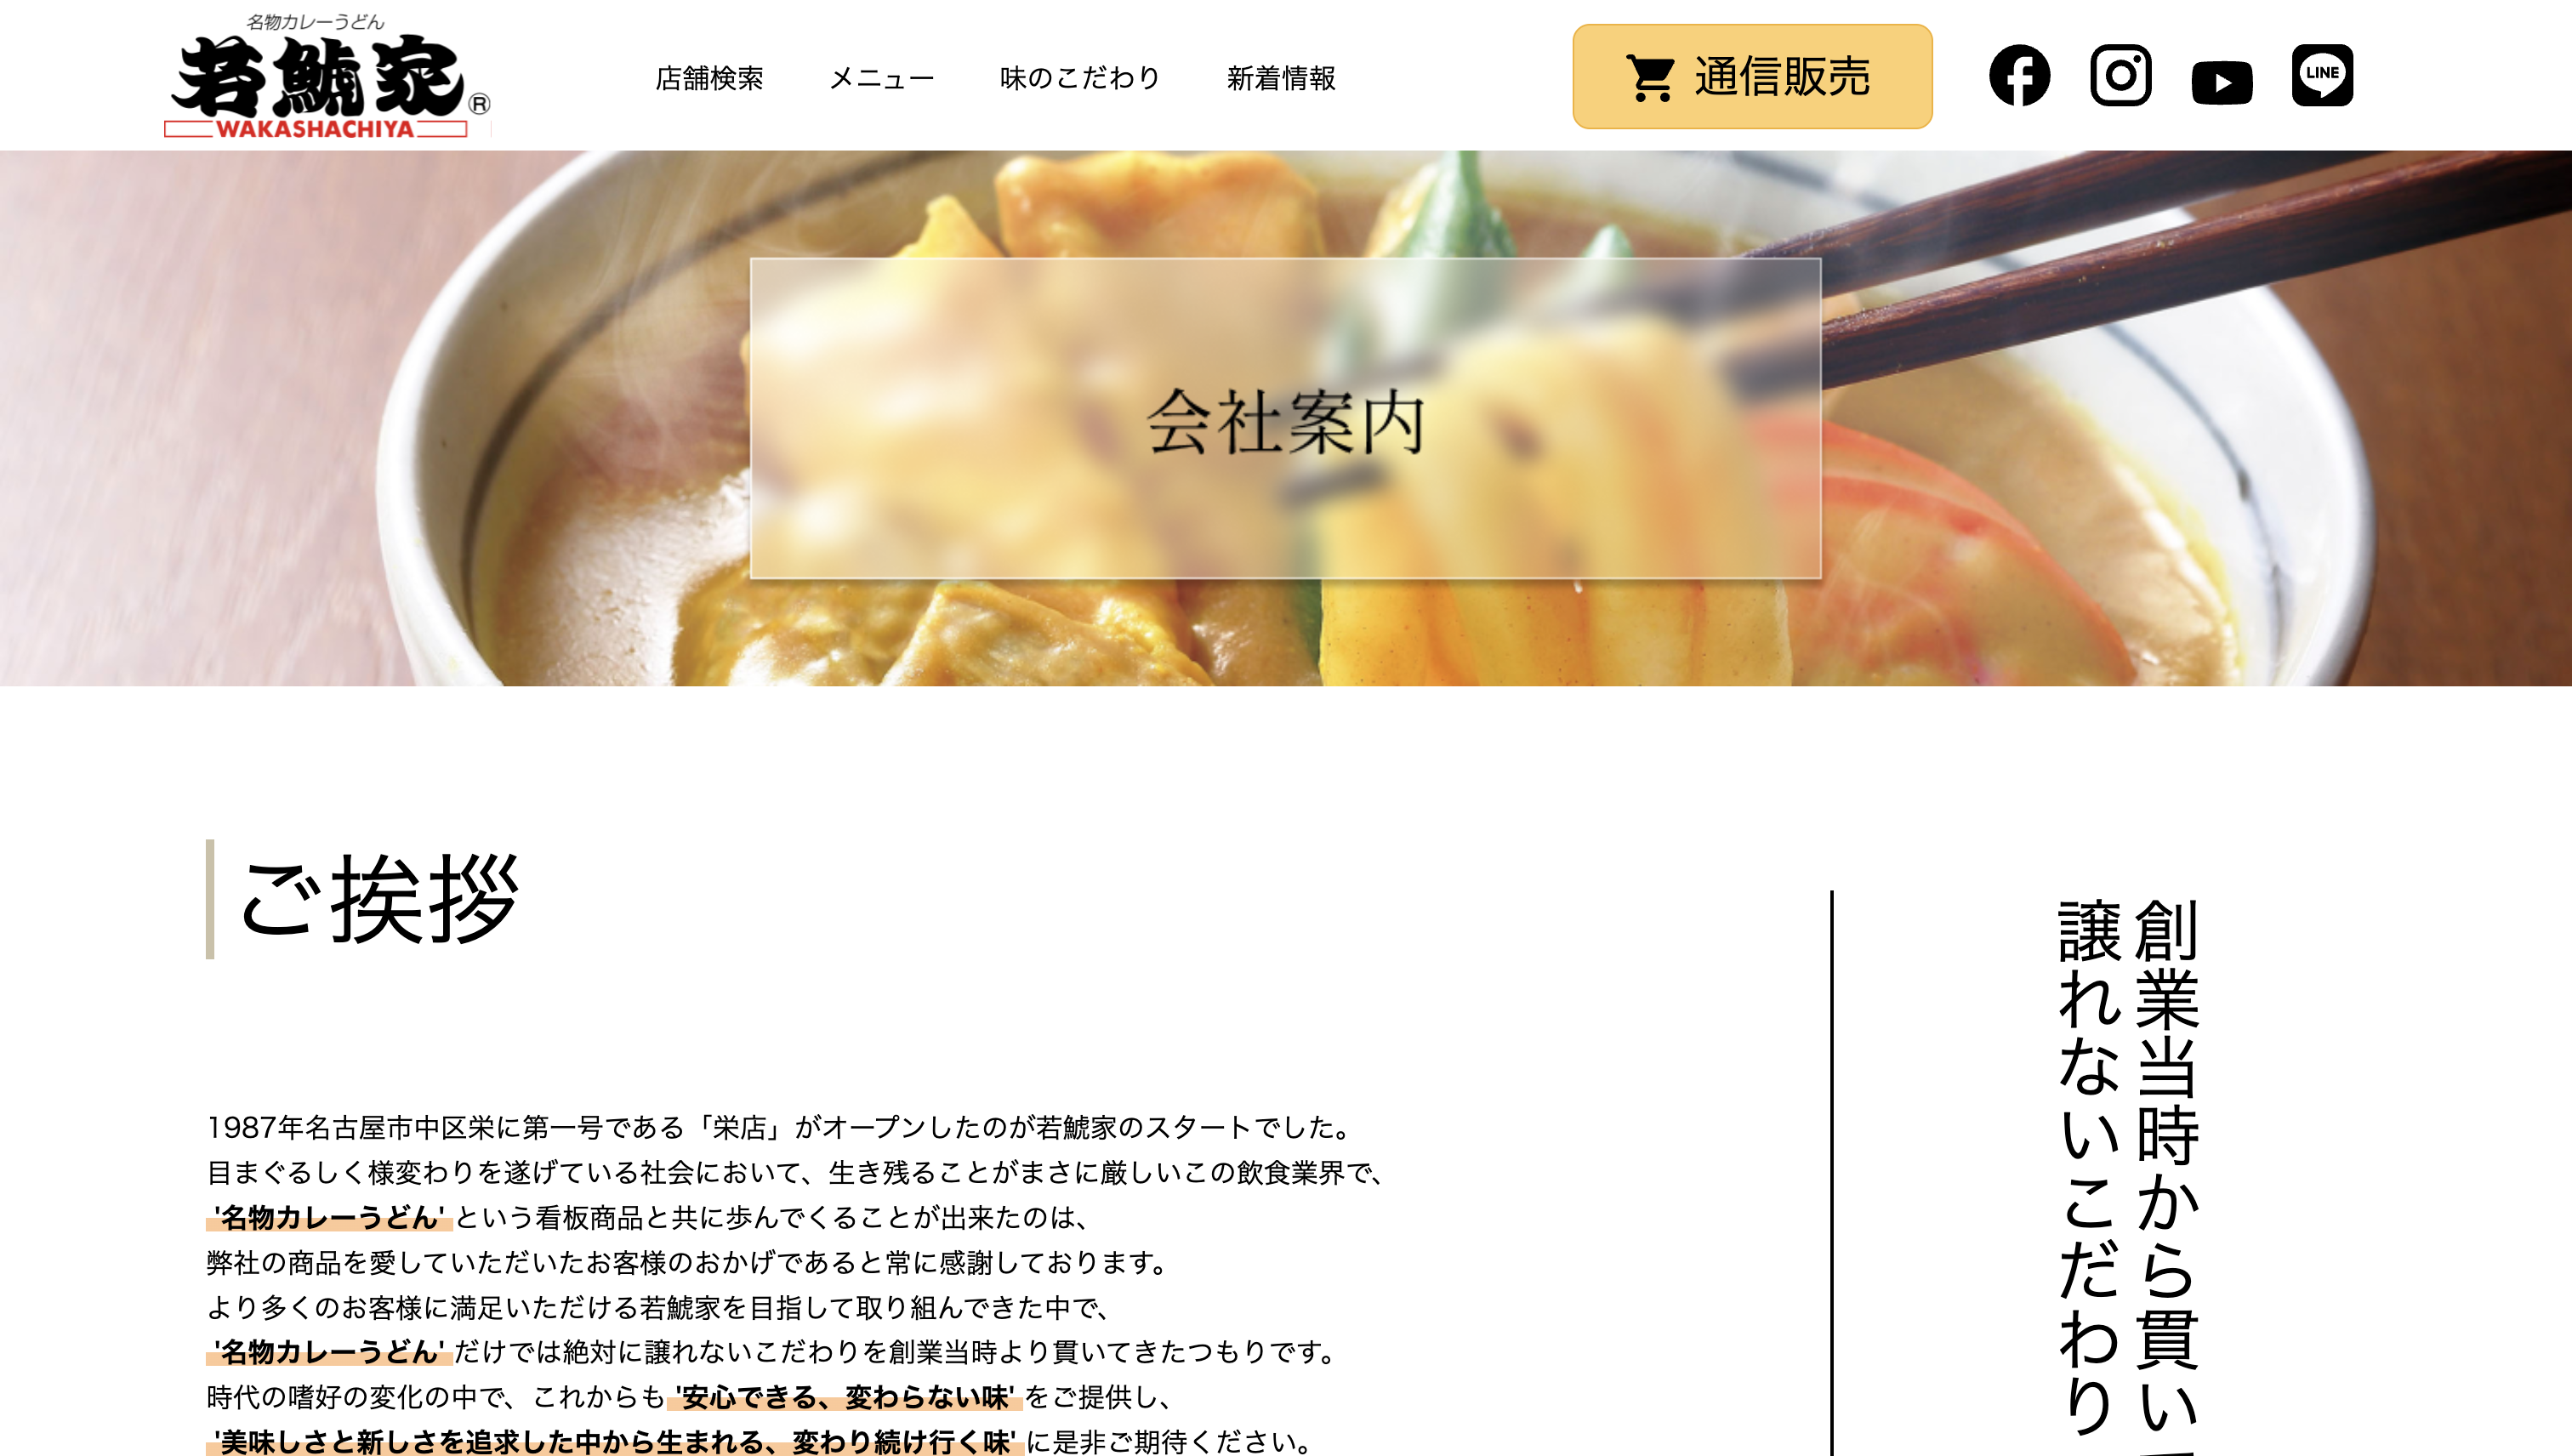 名物カレーうどん
若鯱家®
WAKASHACHIYA
店舗検索
メニュー
味のこだわり
新着情報
通信販売
LINE
会社案内
ご挨拶
1987年名古屋市中区栄に第一号である「栄店」がオープンしたのが若鯱家のスタートでした。
目まぐるしく様変わりを遂げている社会において、生き残ることがまさに厳しいこの飲食業界で、
'名物カレーうどん' という看板商品と共に歩んでくることが出来たのは、
弊社の商品を愛していただいたお客様のおかげであると常に感謝しております。
より多くのお客様に満足いただける若鯱家を目指して取り組んできた中で、
'名物カレーうどん' だけでは絶対に譲れないこだわりを創業当時より貫いてきたつもりです。
時代の嗜好の変化の中で、これからも '安心できる、変わらない味' をご提供し、
'美味しさと新しさを追求した中から生まれる、変わり続け行く味' に是非ご期待ください。
創業当時から貫い
譲れないこだわり